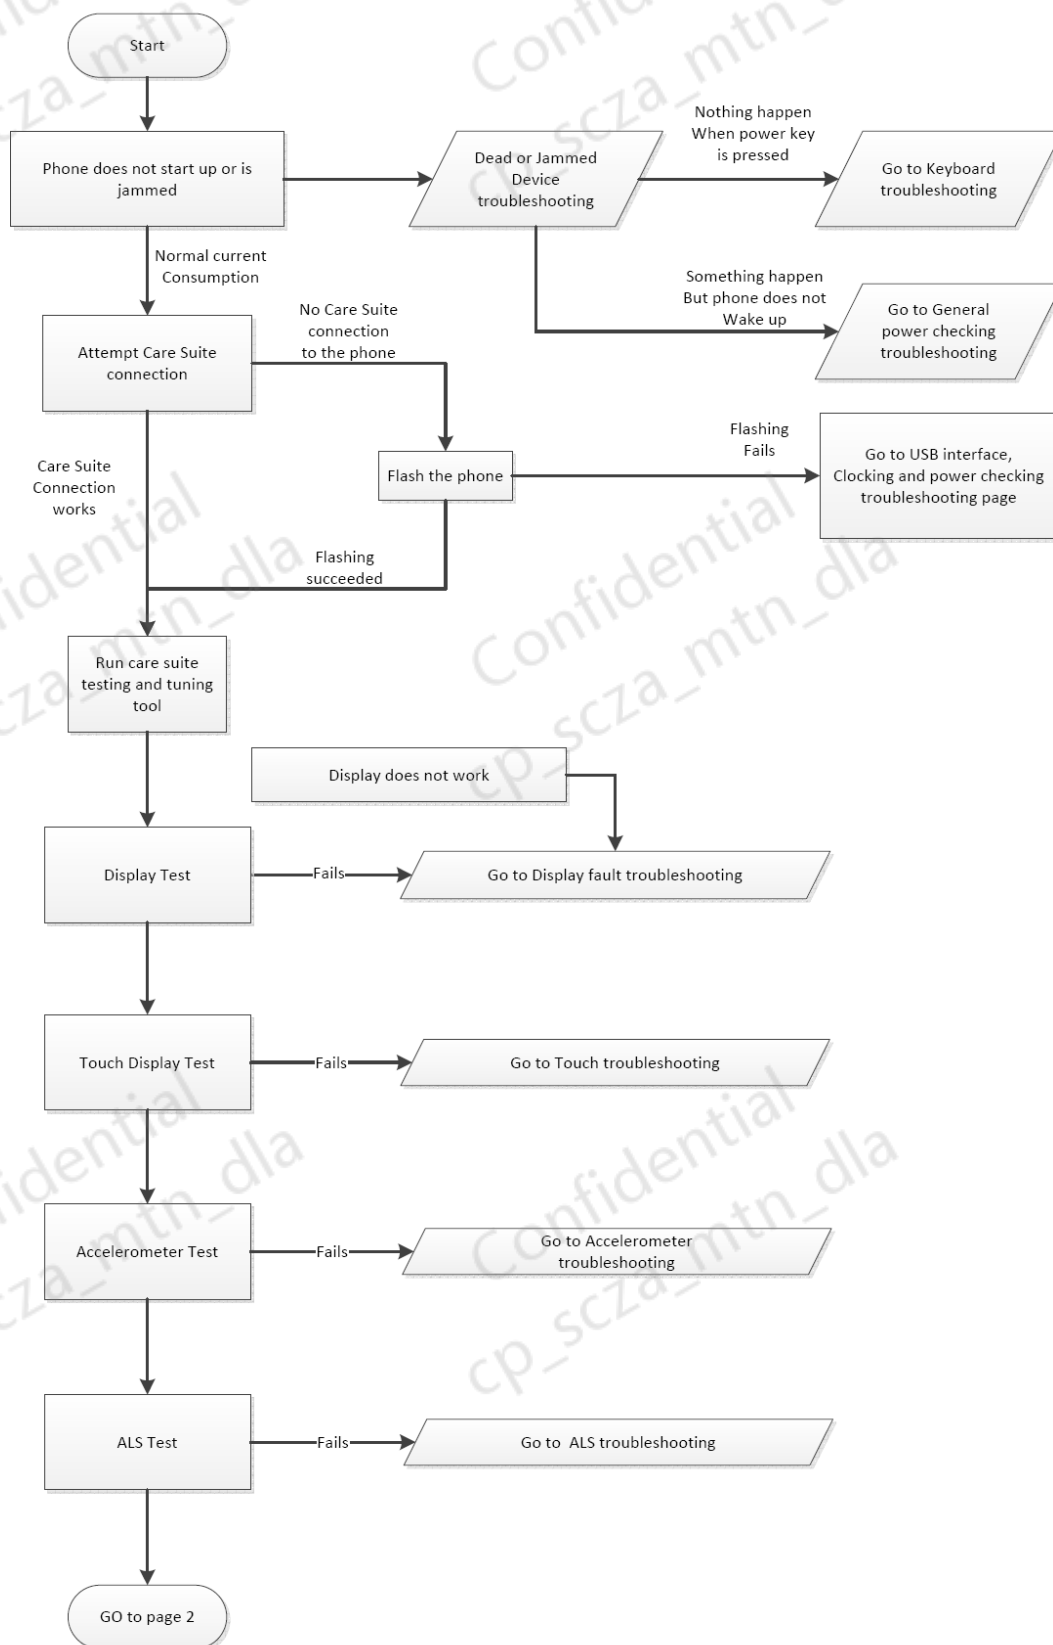 Start
Phone does not start up or is
jammed
Dead or Jammed
Device
troubleshooting
Nothing happen
When power key
is pressed
Go to Keyboard
troubleshooting
Normal current
Consumption
Something happen
But phone does not
Wake up
Go to General
power checking
troubleshooting
Attempt Care Suite
connection
No Care Suite
connection
to the phone
Care Suite
Connection
works
Flash the phone
Flashing
Fails
Go to USB interface,
Clocking and power checking
troubleshooting page
Flashing
succeeded
Run care suite
testing and tuning
tool
Display does not work
Display Test
Fails
Go to Display fault troubleshooting
Touch Display Test
Fails
Go to Touch troubleshooting
Accelerometer Test
Fails
Go to Accelerometer
troubleshooting
ALS Test
Fails
Go to ALS troubleshooting
GO to page 2
Confidential
cp_scza_mtn_dla
Confidential
cp_scza_mtn_dla